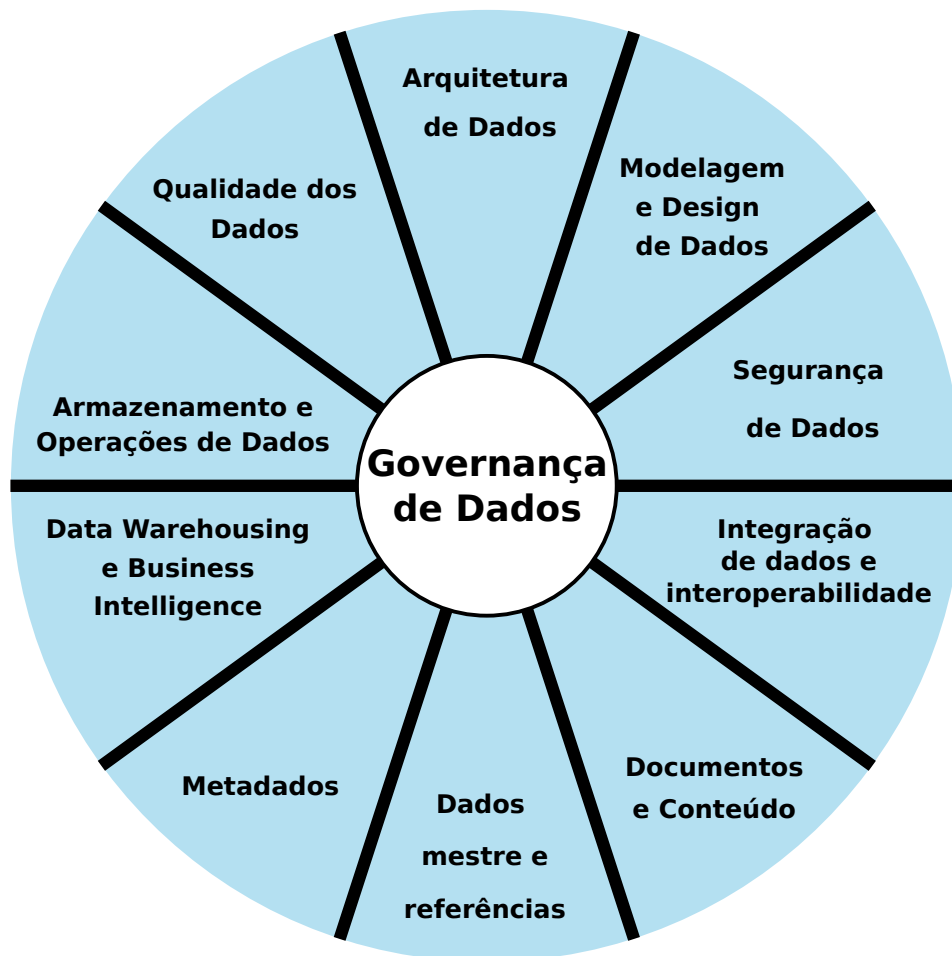 Arquitetura
de Dados
Modelagem
e Design
de Dados
Segurança
de Dados
Integração
de dados e
interoperabilidade
Documentos
e Conteúdo
Dados
mestre e
referências
Metadados
Data Warehousing
e Business
Intelligence
Armazenamento e
Operações de Dados
Qualidade dos
Dados
Governança
de Dados